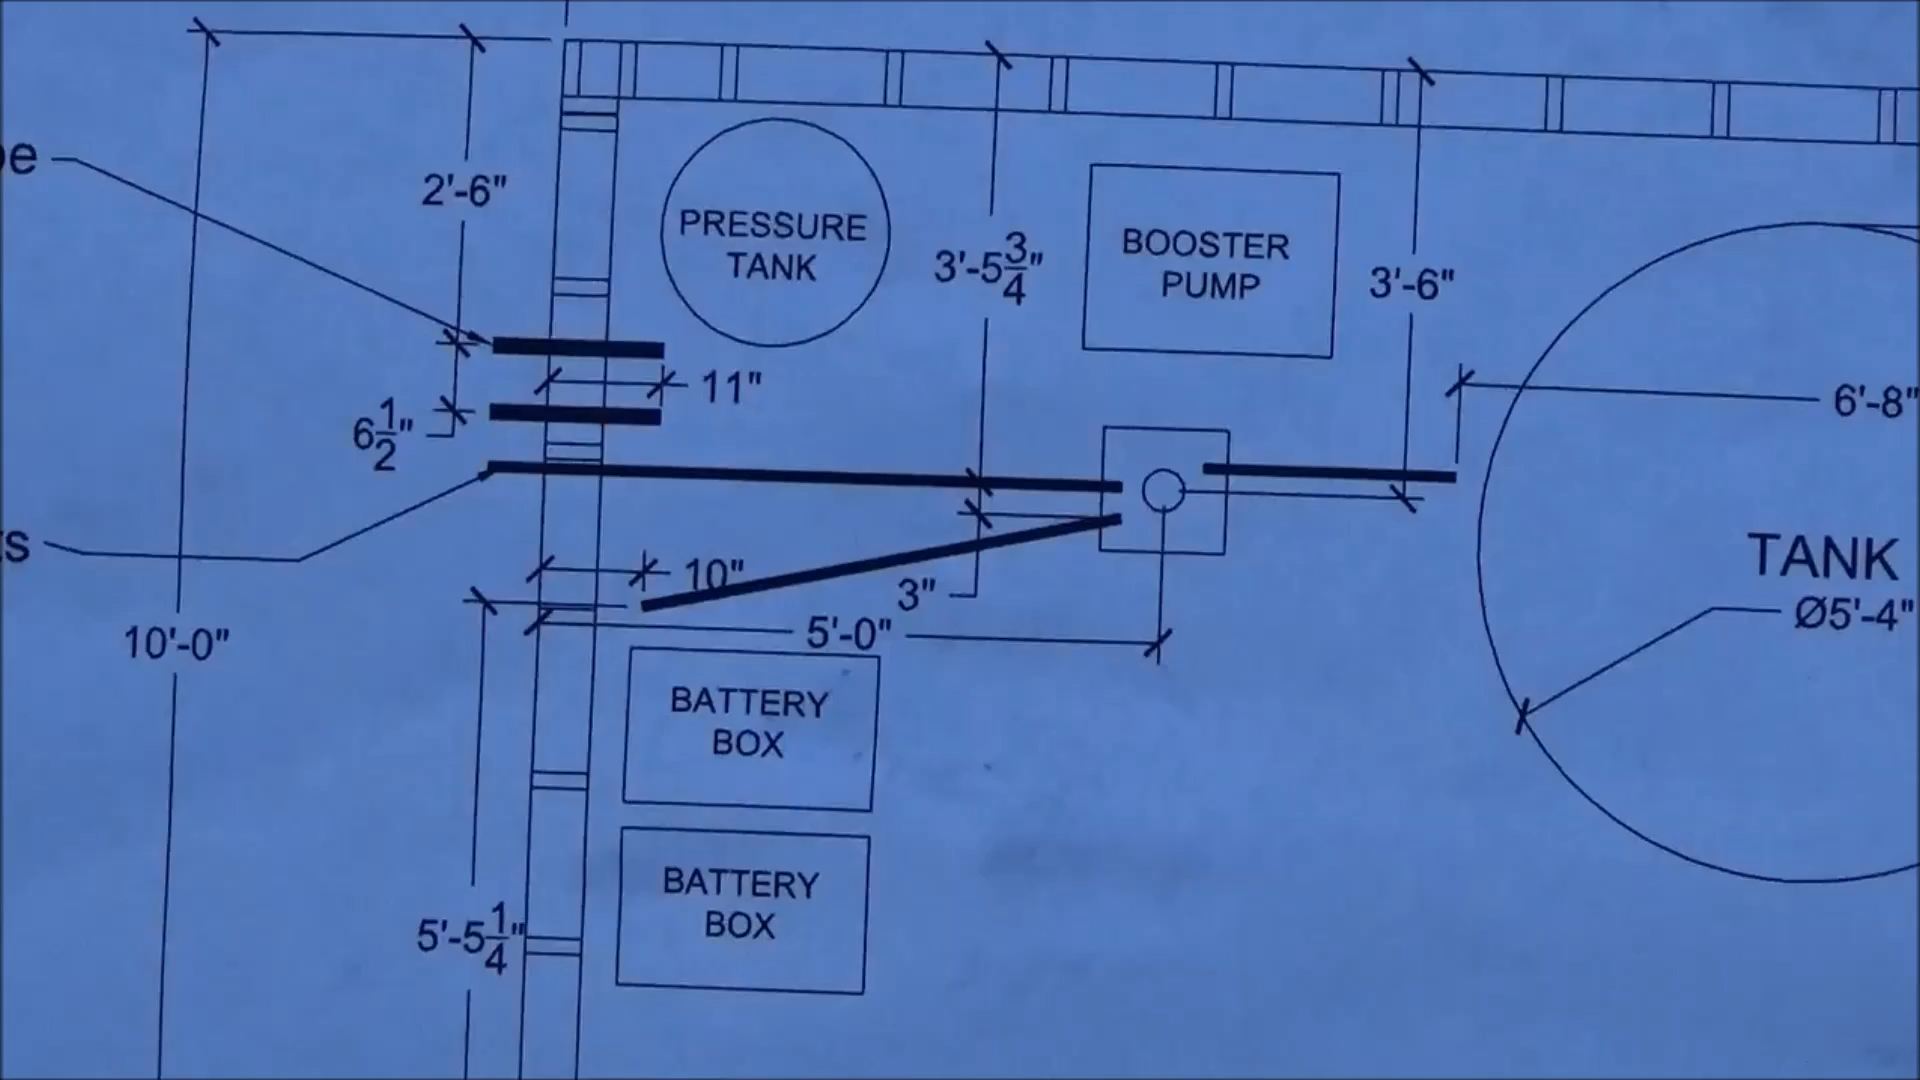 e
2'-6"
PRESSURE
TANK
3'-5 3/4"
BOOSTER
PUMP
3'-6"
11"
6 1/2"
6'-8"
s
10"
3"
5'-0"
10'-0"
TANK
Ø5'-4"
BATTERY
BOX
BATTERY
BOX
5'-5 1/4"